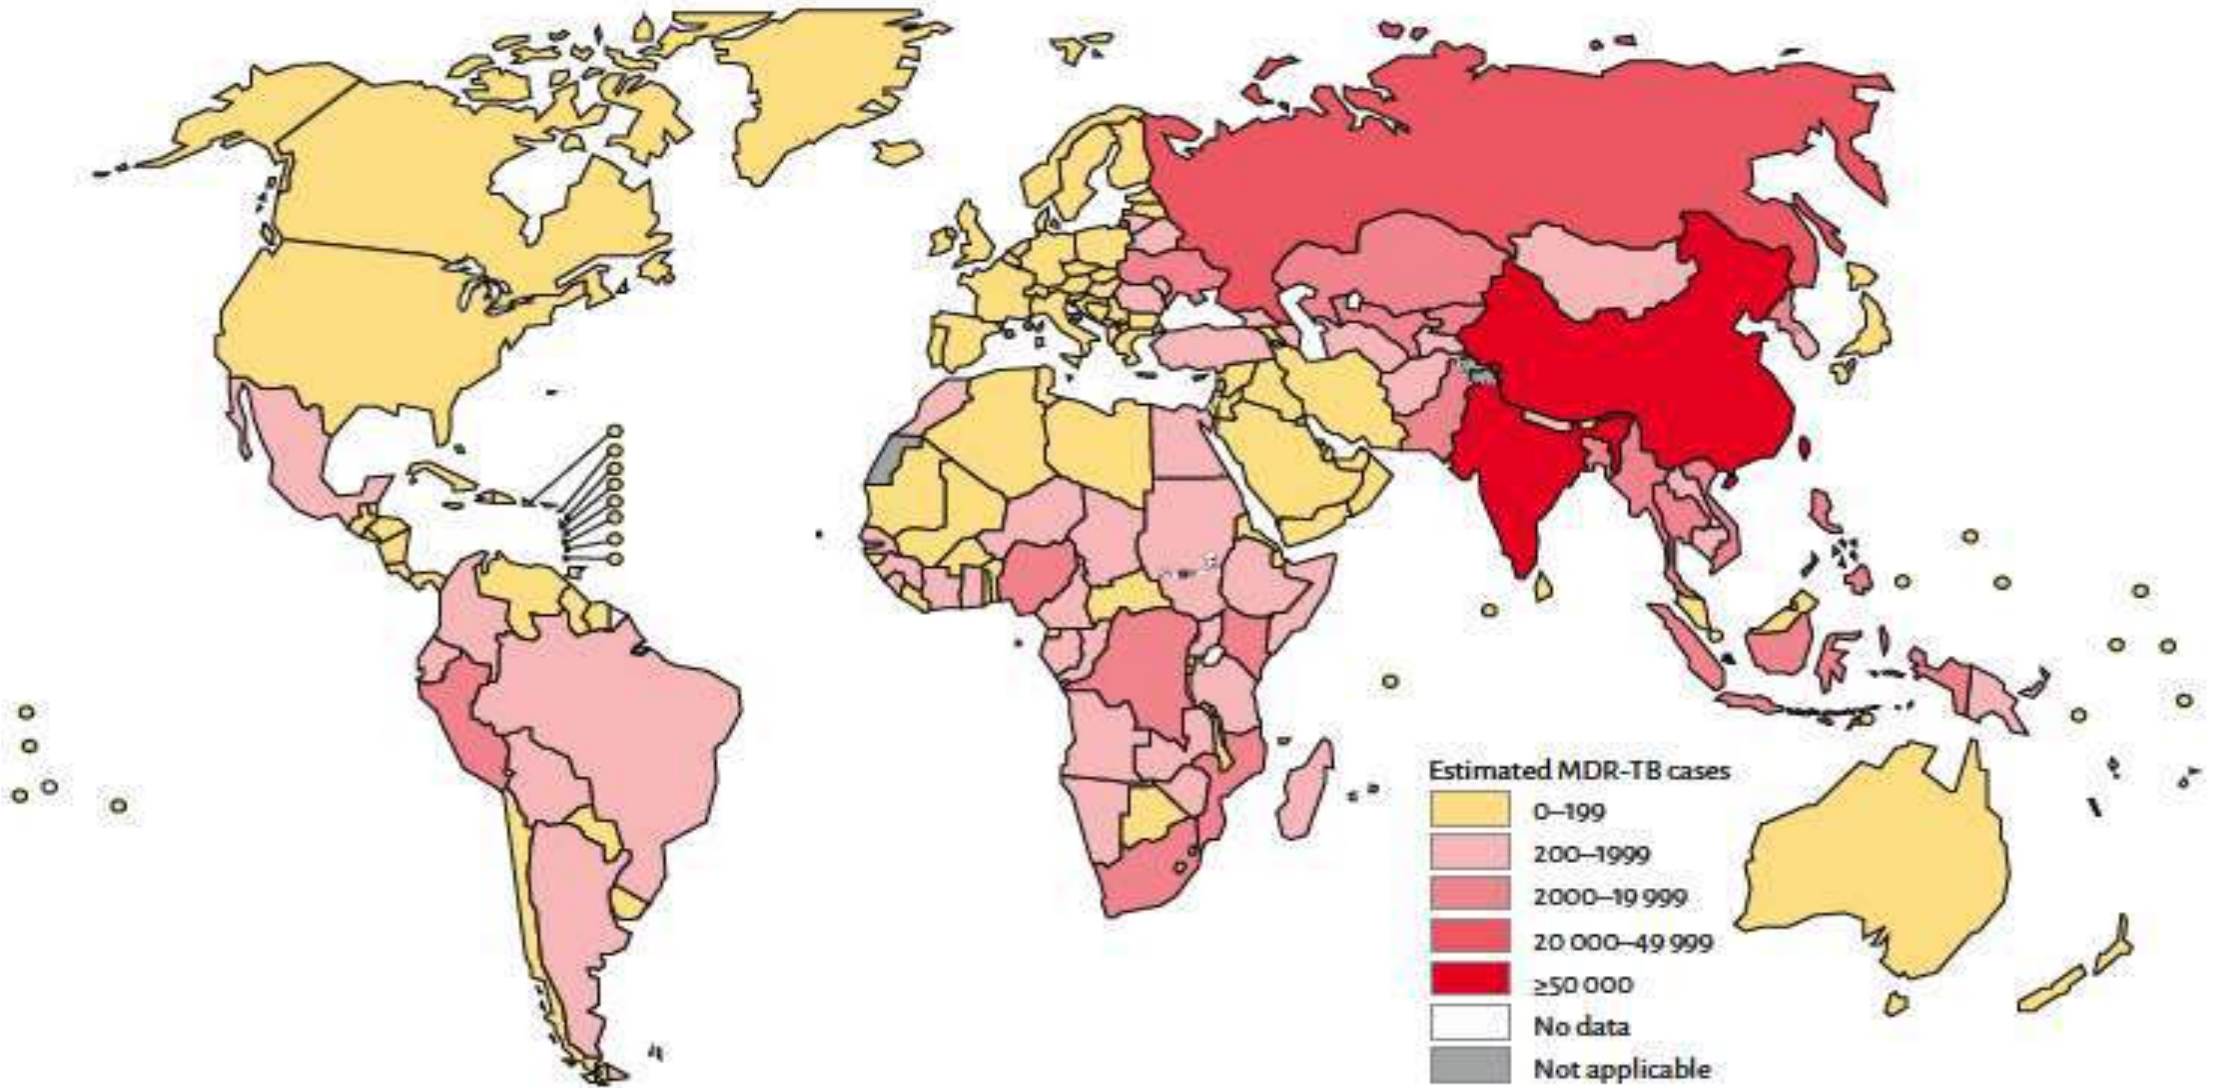 Estimated MDR-TB cases
0–199
200–1999
2000–19 999
20 000–49 999
≥50 000
No data
Not applicable